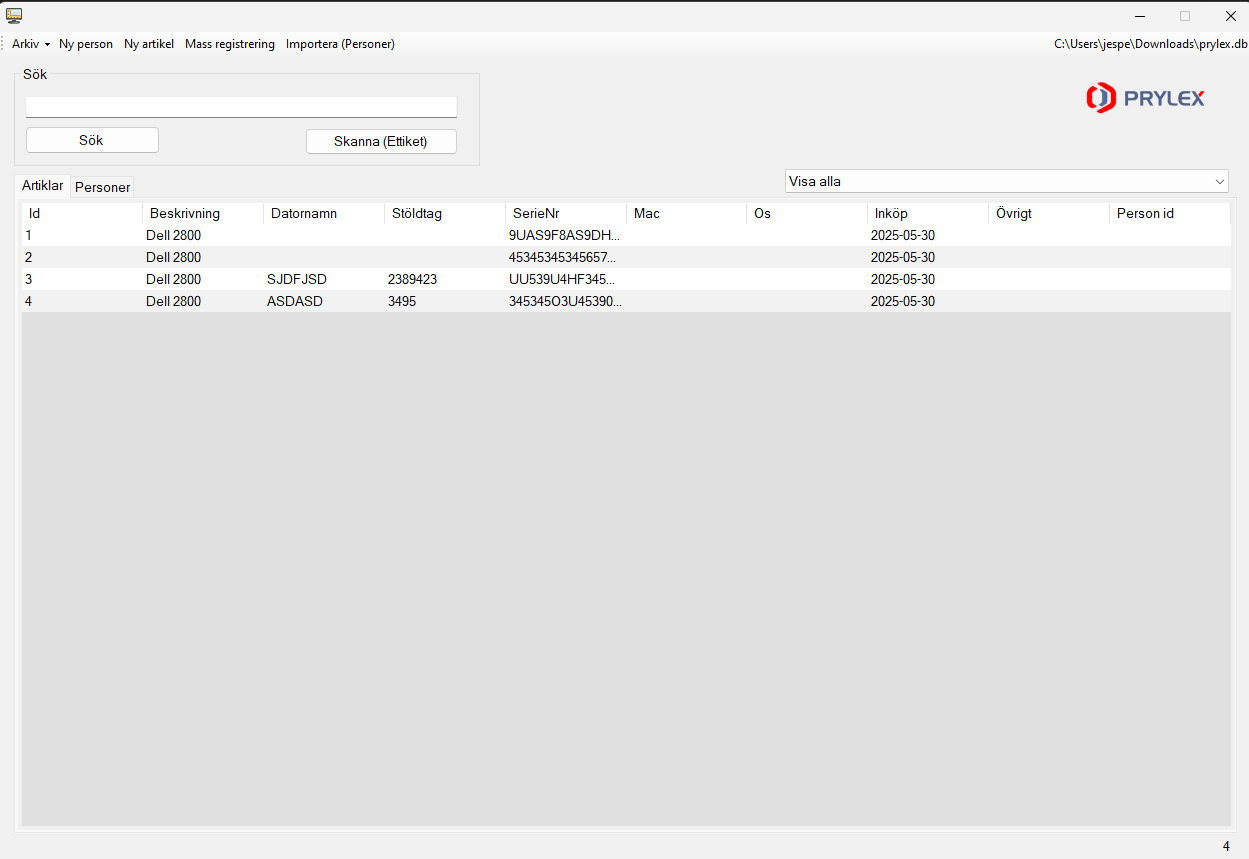 Arkiv Ny person Ny artikel Mass registrering Importera (Personer) C:\Users\jespe\Downloads\prylex.db
Sök
PRYLEX
Sök Skanna (Ettiket)
Artiklar Personer Visa alla
Id Beskrivning Datornamn Stöldtag SerieNr Mac Os Inköp Övrigt Person id
1 Dell 2800 9UAS9F8AS9DH... 2025-05-30
2 Dell 2800 45345345345657... 2025-05-30
3 Dell 2800 SJDFJSD 2389423 UU539U4HF345... 2025-05-30
4 Dell 2800 ASDASD 3495 345345O3U45390... 2025-05-30
4